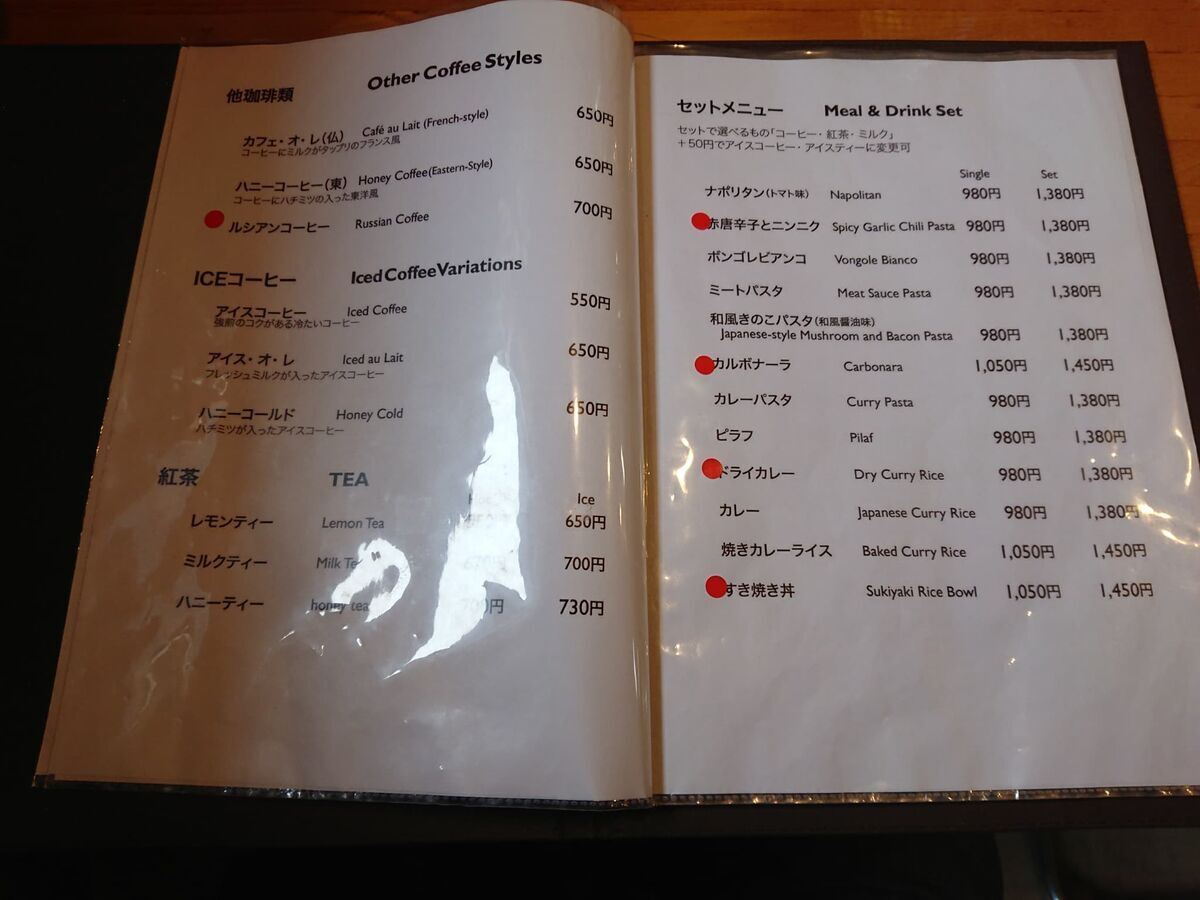 他珈琲類 Other Coffee Styles
カフェ・オ・レ(仏) Café au Lait (French-style) 650円
コーヒーにミルクがタップリのフランス風
ハニーコーヒー(東) Honey Coffee(Eastern-Style) 650円
コーヒーにハチミツの入った東洋風
ルシアンコーヒー Russian Coffee 700円
ICEコーヒー Iced Coffee Variations
アイスコーヒー Iced Coffee 550円
強煎のコクがある冷たいコーヒー
アイス・オ・レ Iced au Lait 650円
フレッシュミルクが入ったアイスコーヒー
ハニーコールド Honey Cold 650円
ハチミツが入ったアイスコーヒー
紅茶 TEA
Ice
レモンティー Lemon Tea 650円
ミルクティー Milk 700円
ハニーティー honey tea 730円
セットメニュー Meal & Drink Set
セットで選べるもの「コーヒー・紅茶・ミルク」
+50円でアイスコーヒー・アイスティーに変更可
Single Set
ナポリタン(トマト味) Napolitan 980円 1,380円
赤唐辛子とニンニク Spicy Garlic Chili Pasta 980円 1,380円
ボンゴレビアンコ Vongole Bianco 980円 1,380円
ミートパスタ Meat Sauce Pasta 980円 1,380円
和風きのこパスタ(和風醤油味)
Japanese-style Mushroom and Bacon Pasta 980円 1,380円
カルボナーラ Carbonara 1,050円 1,450円
カレーパスタ Curry Pasta 980円 1,380円
ピラフ Pilaf 980円 1,380円
ドライカレー Dry Curry Rice 980円 1,380円
カレー Japanese Curry Rice 980円 1,380円
焼きカレーライス Baked Curry Rice 1,050円 1,450円
すき焼き丼 Sukiyaki Rice Bowl 1,050円 1,450円